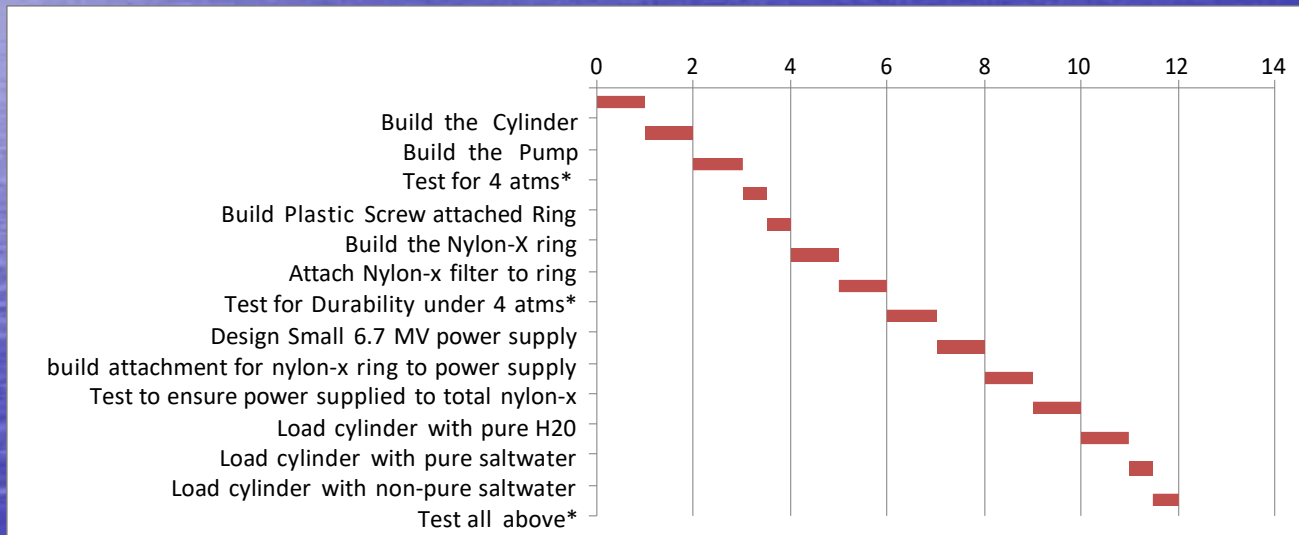 0 2 4 6 8 10 12 14
Build the Cylinder
Build the Pump
Test for 4 atms*
Build Plastic Screw attached Ring
Build the Nylon-X ring
Attach Nylon-x filter to ring
Test for Durability under 4 atms*
Design Small 6.7 MV power supply
build attachment for nylon-x ring to power supply
Test to ensure power supplied to total nylon-x
Load cylinder with pure H20
Load cylinder with pure saltwater
Load cylinder with non-pure saltwater
Test all above*